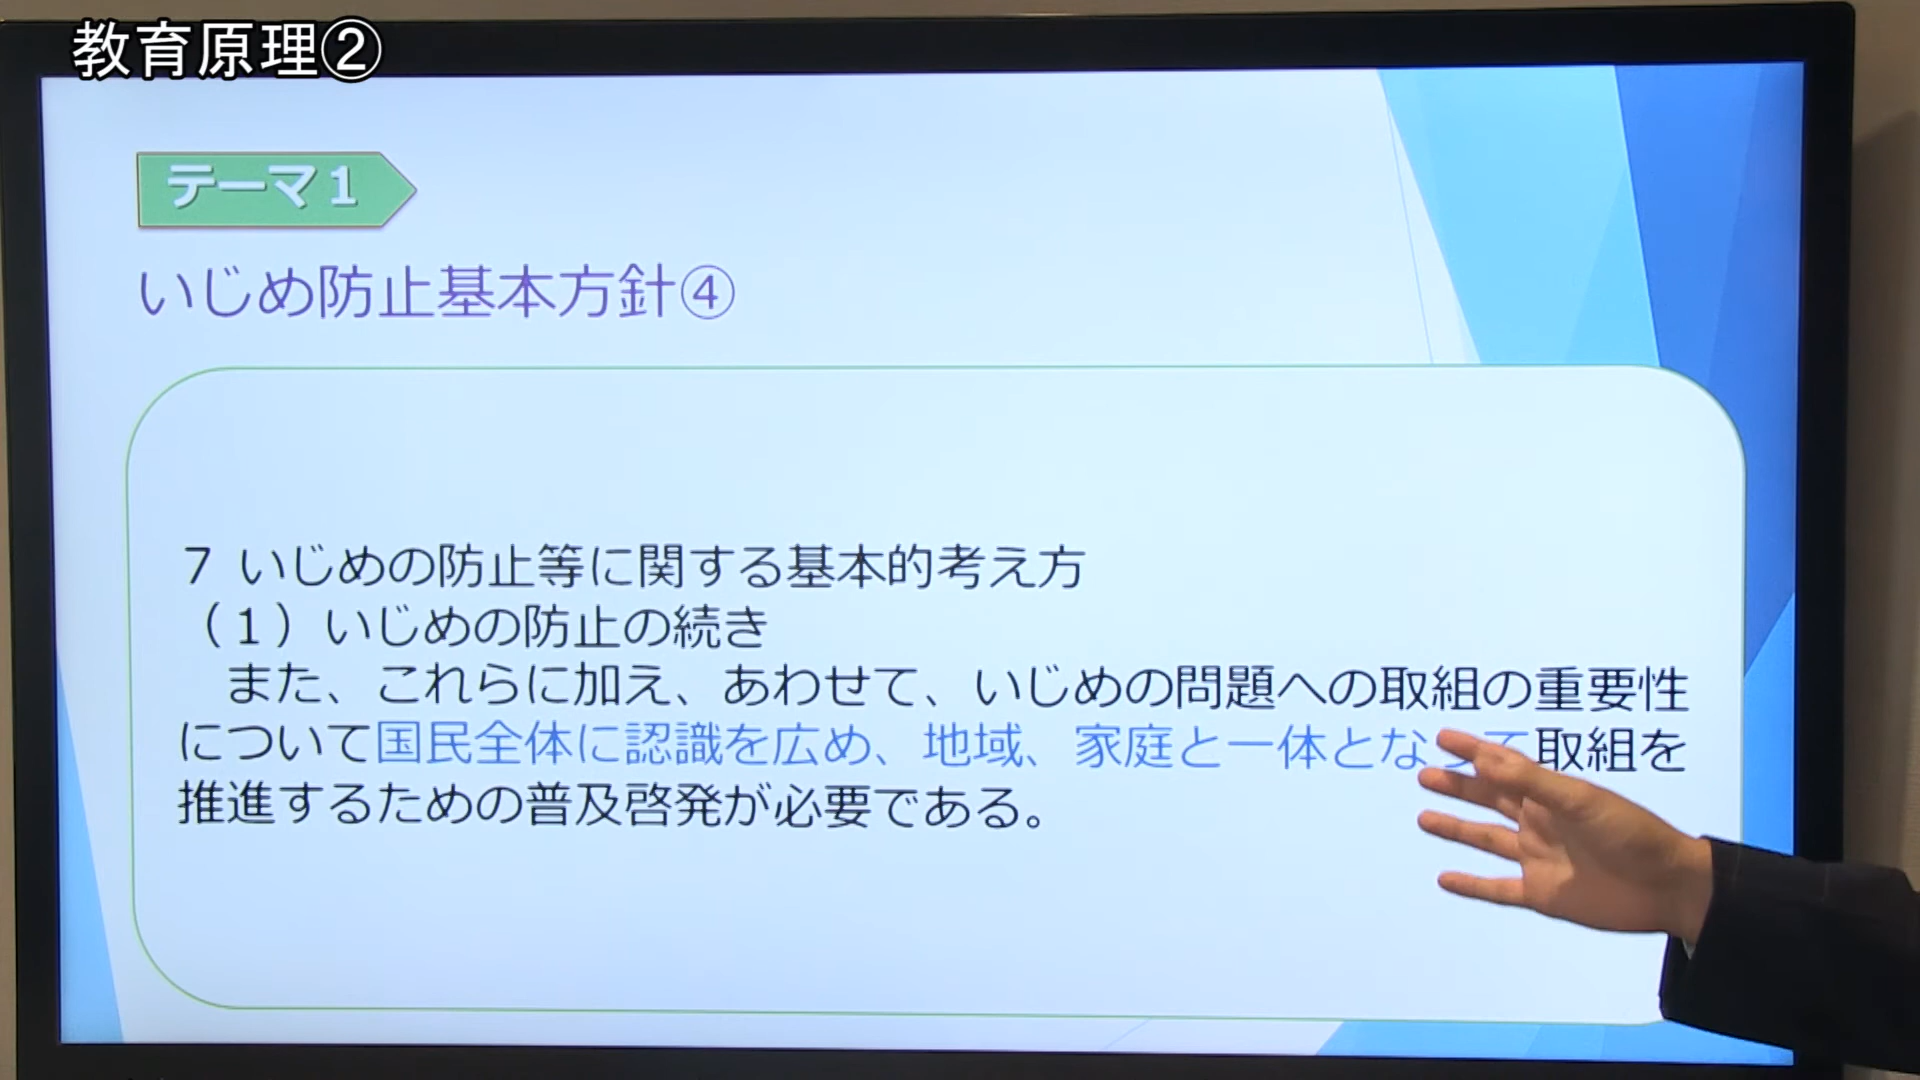 教育原理②
テーマ１
いじめ防止基本方針④
７ いじめの防止等に関する基本的考え方
（１）いじめの防止の続き
また、これらに加え、あわせて、いじめの問題への取組の重要性
について国民全体に認識を広め、地域、家庭と一体となって取組を
推進するための普及啓発が必要である。